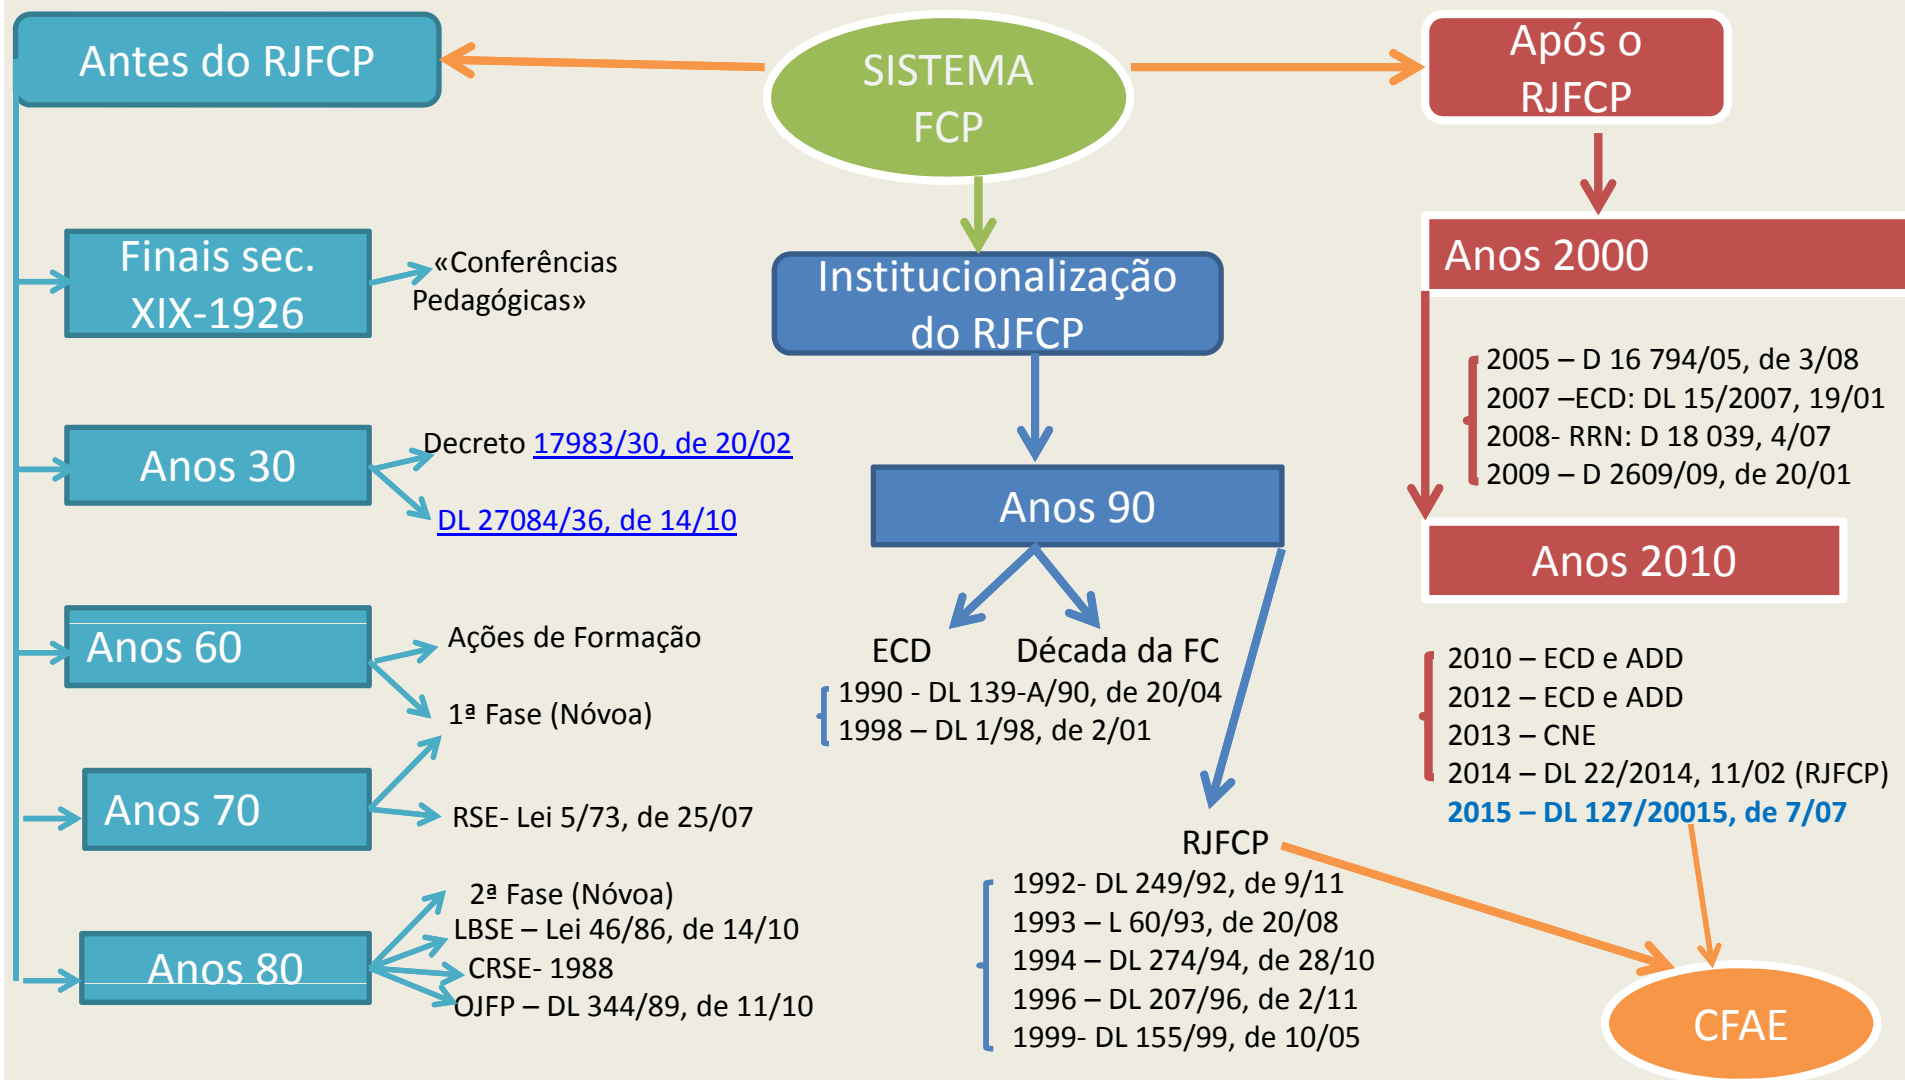 Antes do RJFCP
SISTEMA
FCP
Após o
RJFCP
Finais sec.
XIX-1926
«Conferências
Pedagógicas»
Anos 30
Decreto 17983/30, de 20/02
DL 27084/36, de 14/10
Anos 60
Ações de Formação
1ª Fase (Nóvoa)
Anos 70
RSE- Lei 5/73, de 25/07
Anos 80
2ª Fase (Nóvoa)
LBSE – Lei 46/86, de 14/10
CRSE- 1988
OJFP – DL 344/89, de 11/10
Institucionalização
do RJFCP
Anos 90
ECD
Década da FC
1990 - DL 139-A/90, de 20/04
1998 – DL 1/98, de 2/01
RJFCP
1992- DL 249/92, de 9/11
1993 – L 60/93, de 20/08
1994 – DL 274/94, de 28/10
1996 – DL 207/96, de 2/11
1999- DL 155/99, de 10/05
Anos 2000
2005 – D 16 794/05, de 3/08
2007 –ECD: DL 15/2007, 19/01
2008- RRN: D 18 039, 4/07
2009 – D 2609/09, de 20/01
Anos 2010
2010 – ECD e ADD
2012 – ECD e ADD
2013 – CNE
2014 – DL 22/2014, 11/02 (RJFCP)
2015 – DL 127/20015, de 7/07
CFAE